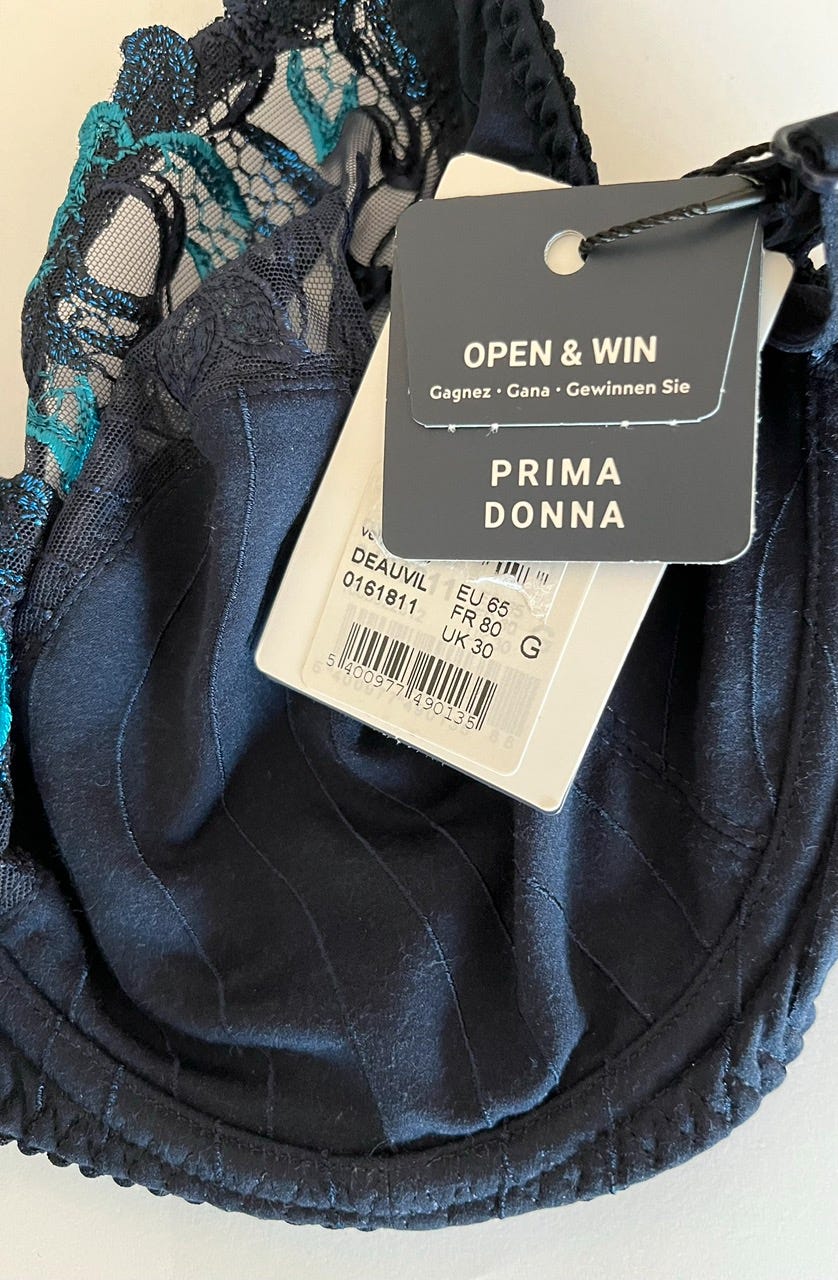 OPEN & WIN
Gagnez • Gana • Gewinnen Sie
PRIMA
DONNA
DEAUVIL
0161811
EU 65
FR 80
UK 30
G
5 400977 490135